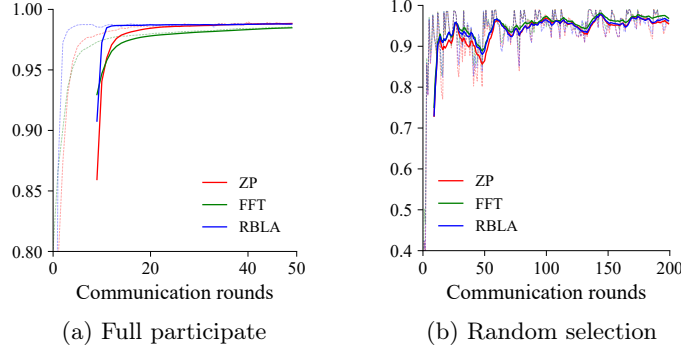 1.00
0.95
0.90
0.85
0.80
0
20
40
50
ZP
FFT
RBLA
Communication rounds
(a) Full participate
1.0
0.9
0.8
0.7
0.6
0.5
0.4
0
50
100
150
200
ZP
FFT
RBLA
Communication rounds
(b) Random selection